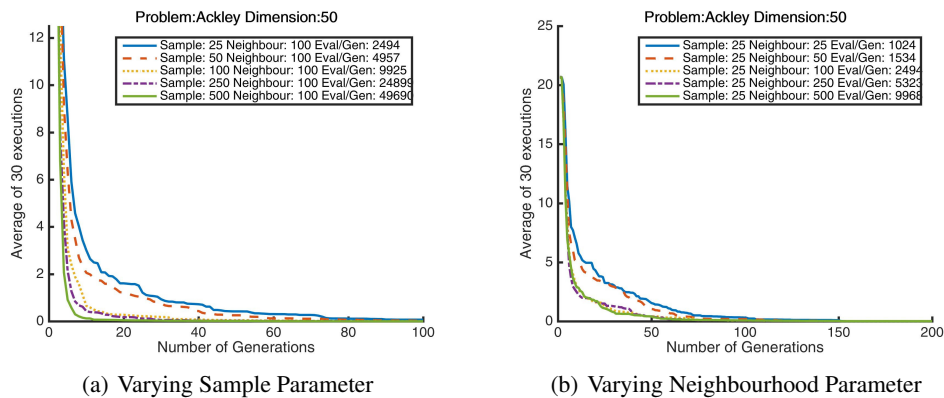 Problem:Ackley Dimension:50
Sample: 25 Neighbour: 100 Eval/Gen: 2494
Sample: 50 Neighbour: 100 Eval/Gen: 4957
Sample: 100 Neighbour: 100 Eval/Gen: 9925
Sample: 250 Neighbour: 100 Eval/Gen: 24899
Sample: 500 Neighbour: 100 Eval/Gen: 49690
Average of 30 executions
12
10
8
6
4
2
0
0 20 40 60 80 100
Number of Generations
(a) Varying Sample Parameter
Problem:Ackley Dimension:50
Sample: 25 Neighbour: 25 Eval/Gen: 1024
Sample: 25 Neighbour: 50 Eval/Gen: 1534
Sample: 25 Neighbour: 100 Eval/Gen: 2494
Sample: 25 Neighbour: 250 Eval/Gen: 5323
Sample: 25 Neighbour: 500 Eval/Gen: 9968
Average of 30 executions
25
20
15
10
5
0
0 50 100 150 200
Number of Generations
(b) Varying Neighbourhood Parameter